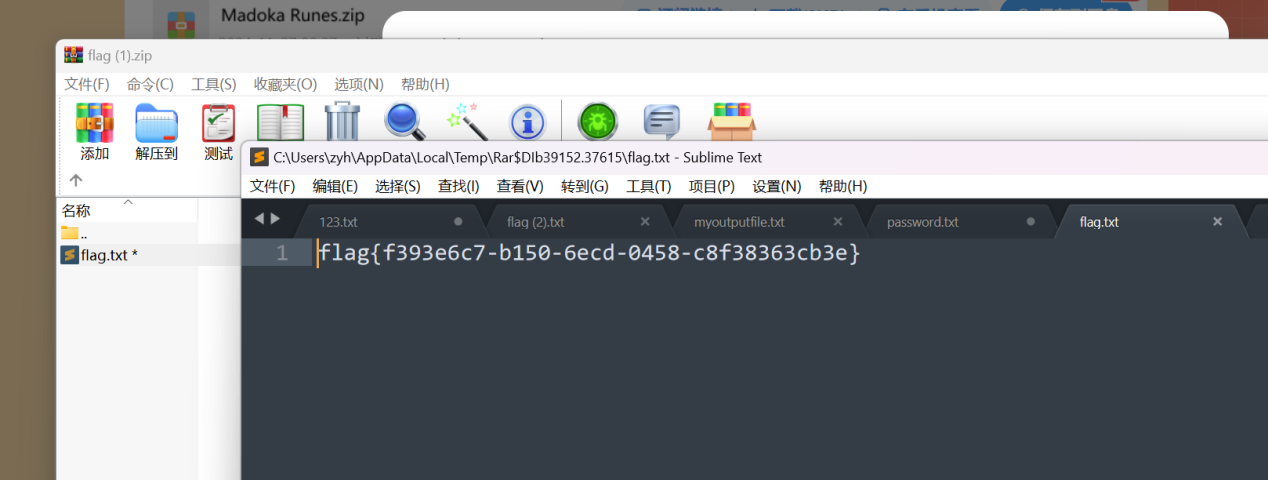 Madoka Runes.zip
flag (1).zip
文件(F) 命令(C) 工具(S) 收藏夹(O) 选项(N) 帮助(H)
添加 解压到 测试
C:\Users\zyh\AppData\Local\Temp\Rar$DIb39152.37615\flag.txt - Sublime Text
文件(F) 编辑(E) 选择(S) 查找(I) 查看(V) 转到(G) 工具(T) 项目(P) 设置(N) 帮助(H)
名称
..
flag.txt *
123.txt flag (2).txt myoutputfile.txt password.txt flag.txt
1 flag{f393e6c7-b150-6ecd-0458-c8f38363cb3e}